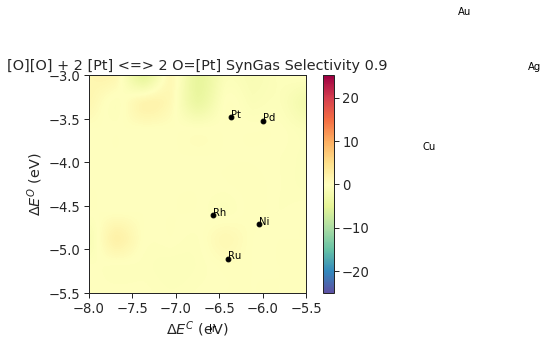 Au
[O][O] + 2 [Pt] <=> 2 O=[Pt] SynGas Selectivity 0.9
Ag
−3.0
20
Pt
Pd
−3.5
10
Cu
−4.0
0
ΔE^O (eV)
−4.5
Rh
Ni
−10
−5.0
Ru
−20
−5.5
−8.0 −7.5 −7.0 −6.5 −6.0 −5.5
ΔE^C (eV)